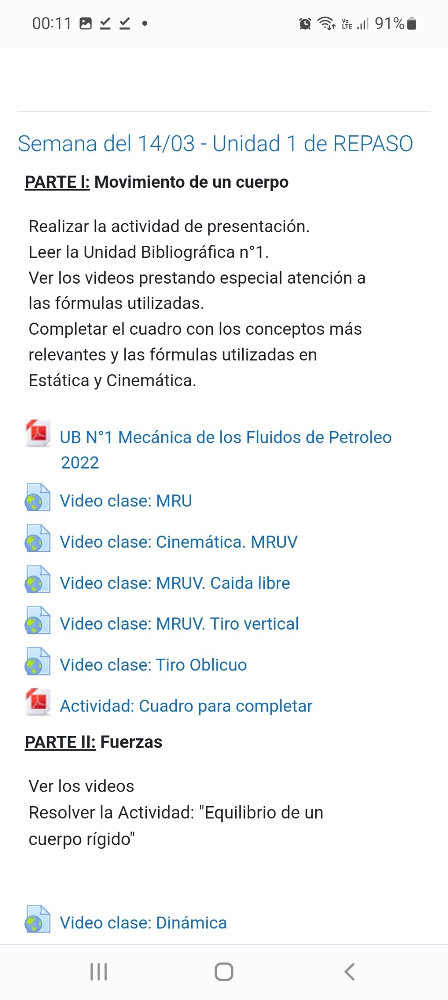 00:11
Vo LTE 91%
Semana del 14/03 - Unidad 1 de REPASO
PARTE I: Movimiento de un cuerpo
Realizar la actividad de presentación.
Leer la Unidad Bibliográfica n°1.
Ver los videos prestando especial atención a
las fórmulas utilizadas.
Completar el cuadro con los conceptos más
relevantes y las fórmulas utilizadas en
Estática y Cinemática.
UB N°1 Mecánica de los Fluidos de Petroleo
2022
Video clase: MRU
Video clase: Cinemática. MRUV
Video clase: MRUV. Caida libre
Video clase: MRUV. Tiro vertical
Video clase: Tiro Oblicuo
Actividad: Cuadro para completar
PARTE II: Fuerzas
Ver los videos
Resolver la Actividad: "Equilibrio de un
cuerpo rígido"
Video clase: Dinámica